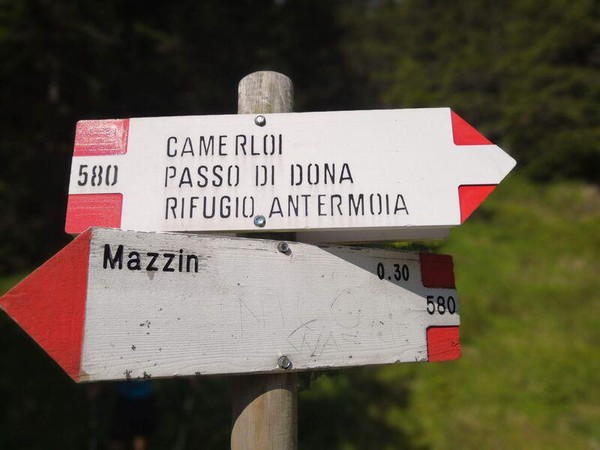 580
CAMERLOI
PASSO DI DONA
RIFUGIO ANTERMOIA
Mazzin
0.30
580